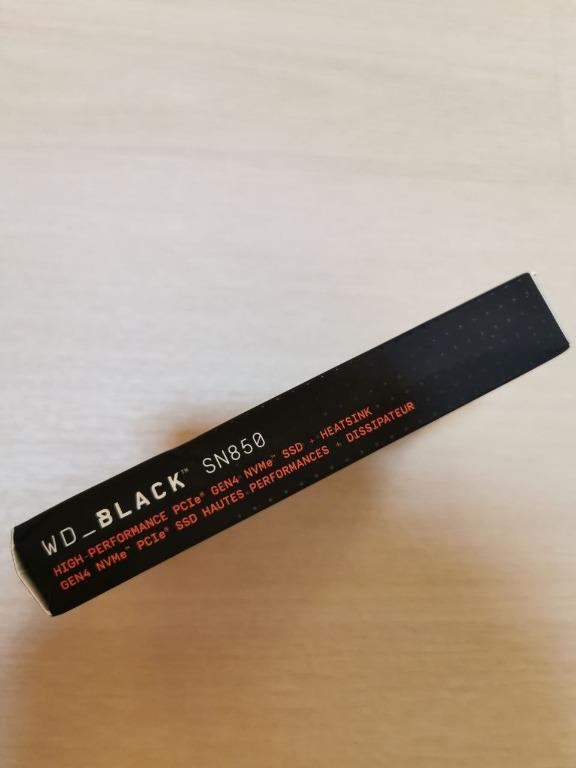 WD_BLACK™ SN850
HIGH-PERFORMANCE PCIe® GEN4 NVMe™ SSD + HEATSINK
GEN4 NVMe™ PCIe® SSD HAUTES PERFORMANCES + DISSIPATEUR